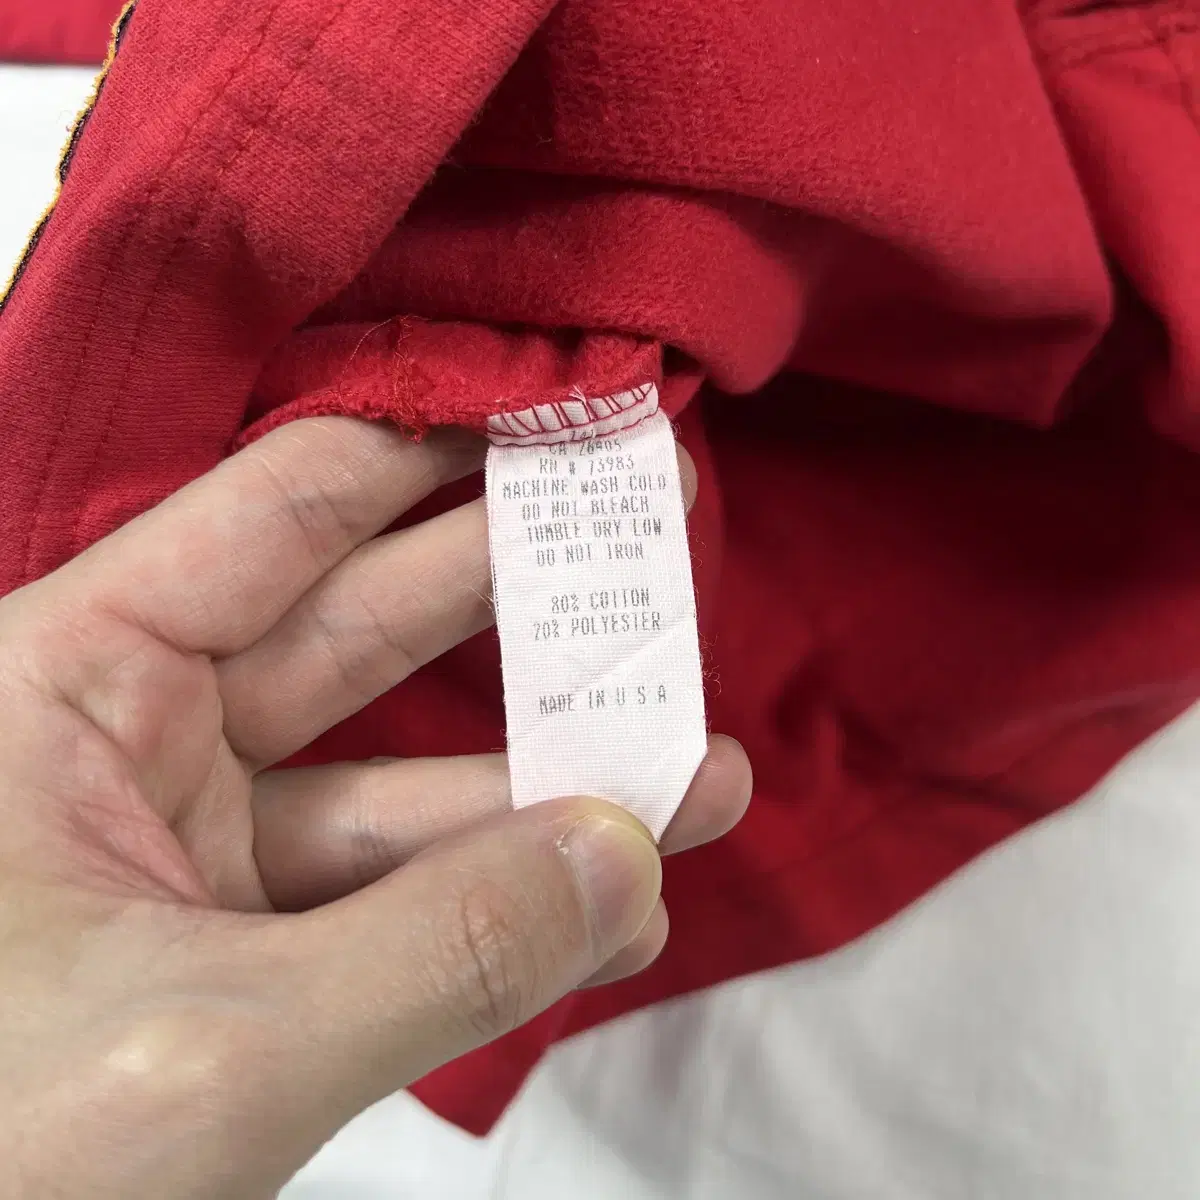 CA 26405
RN # 73983
MACHINE WASH COLD
DO NOT BLEACH
TUMBLE DRY LOW
DO NOT IRON
80% COTTON
20% POLYESTER
MADE IN U S A